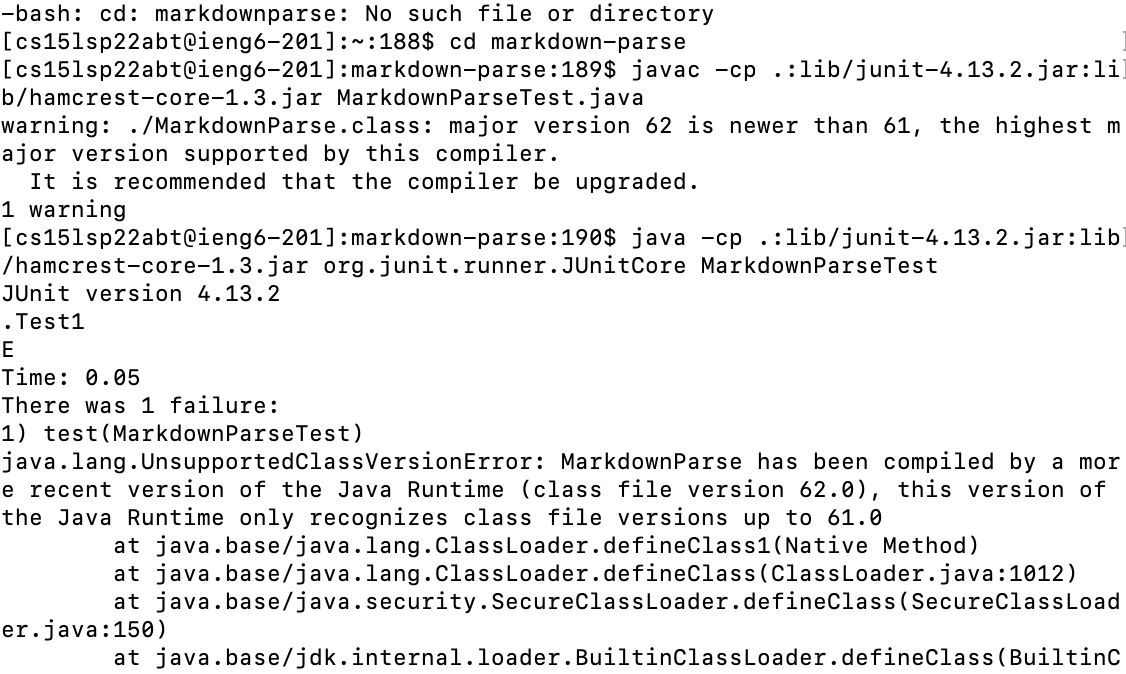 -bash: cd: markdownparse: No such file or directory
[cs15lsp22abt@ieng6-201]:~:188$ cd markdown-parse ]
[cs15lsp22abt@ieng6-201]:markdown-parse:189$ javac -cp .:lib/junit-4.13.2.jar:li]
b/hamcrest-core-1.3.jar MarkdownParseTest.java
warning: ./MarkdownParse.class: major version 62 is newer than 61, the highest m
ajor version supported by this compiler.
  It is recommended that the compiler be upgraded.
1 warning
[cs15lsp22abt@ieng6-201]:markdown-parse:190$ java -cp .:lib/junit-4.13.2.jar:lib]
/hamcrest-core-1.3.jar org.junit.runner.JUnitCore MarkdownParseTest
JUnit version 4.13.2
.Test1
E
Time: 0.05
There was 1 failure:
1) test(MarkdownParseTest)
java.lang.UnsupportedClassVersionError: MarkdownParse has been compiled by a mor
e recent version of the Java Runtime (class file version 62.0), this version of
the Java Runtime only recognizes class file versions up to 61.0
        at java.base/java.lang.ClassLoader.defineClass1(Native Method)
        at java.base/java.lang.ClassLoader.defineClass(ClassLoader.java:1012)
        at java.base/java.security.SecureClassLoader.defineClass(SecureClassLoad
er.java:150)
        at java.base/jdk.internal.loader.BuiltinClassLoader.defineClass(BuiltinC